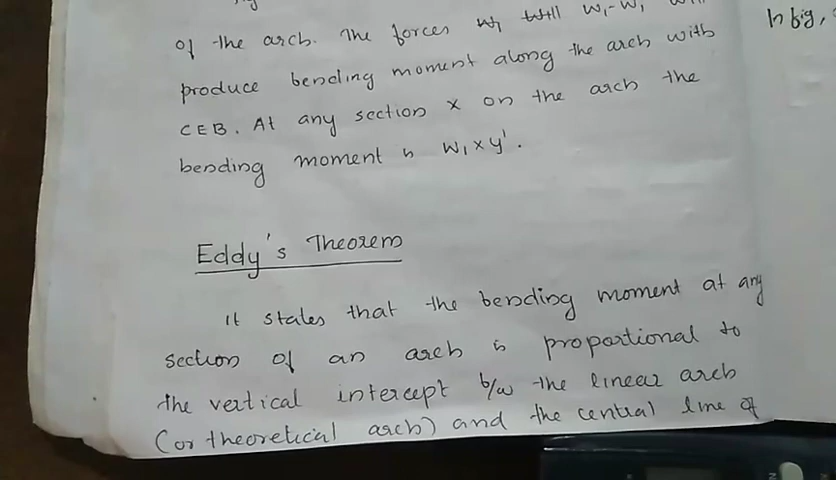 of the arch. The forces W₁ will W₁-W₁
produce bending moment along the arch with
CEB. At any section x on the arch the
bending moment is W₁ x y'.
Eddy's Theorem
It states that the bending moment at any
section of an arch is proportional to
the vertical intercept b/w the linear arch
(or theoretical arch) and the central line of
In big,